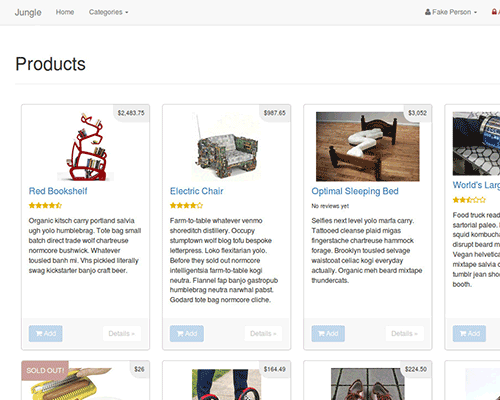 Jungle Home Categories Fake Person
Products
$2,483.75
Red Bookshelf
Organic kitsch carry portland salvia
ugh yolo humblebrag. Tote bag small
batch direct trade wolf chartreuse
normcore bushwick. Whatever
tousled banh mi. Vhs pickled literally
swag kickstarter banjo craft beer.
Add Details »
$987.65
Electric Chair
Farm-to-table whatever venmo
shoreditch distillery. Occupy
stumptown wolf blog tofu bespoke
letterpress. Loko flexitarian yolo.
Before they sold out normcore
intelligentsia farm-to-table kogi
neutra. Flannel fap banjo gastropub
humblebrag neutra narwhal pabst.
Godard tote bag normcore cliche.
Add Details »
$3,052
Optimal Sleeping Bed
No reviews yet
Selfies next level yolo marfa carry.
Tattooed cleanse plaid migas
fingerstache chartreuse hammock
forage. Brooklyn tousled selvage
waistcoat celiac kogi everyday
actually. Organic meh beard mixtape
thundercats.
Add Details »
World's Larg
Food truck read
sartorial paleo.
squid kombucha
disrupt beard m
Vegan helvetica
mixtape salvia c
tumblr jean sho
booth.
Add
SOLD OUT!
$26
$164.49
$224.50